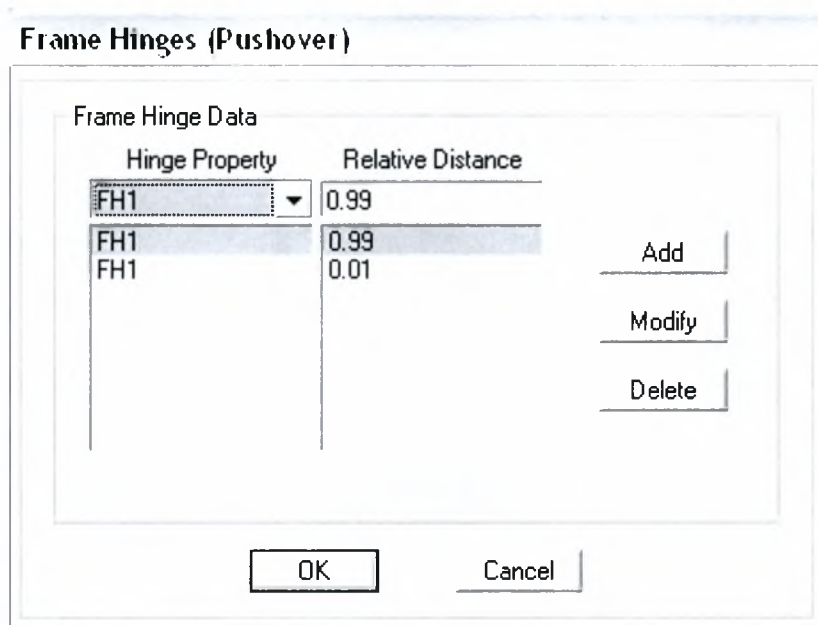 Frame Hinges (Pushover)
Frame Hinge Data
Hinge Property Relative Distance
FH1 0.99
FH1 0.99
FH1 0.01
Add
Modify
Delete
OK Cancel